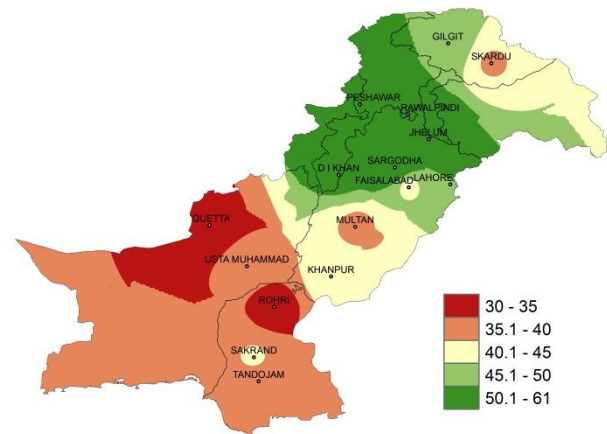 GILGIT
SKARDU
PESHAWAR
RAWALPINDI
JHELUM
SARGODHA
D I KHAN
FAISALABAD
LAHORE
QUETTA
MULTAN
USTA MUHAMMAD
KHANPUR
ROHRI
SAKRAND
TANDOJAM
30 - 35
35.1 - 40
40.1 - 45
45.1 - 50
50.1 - 61